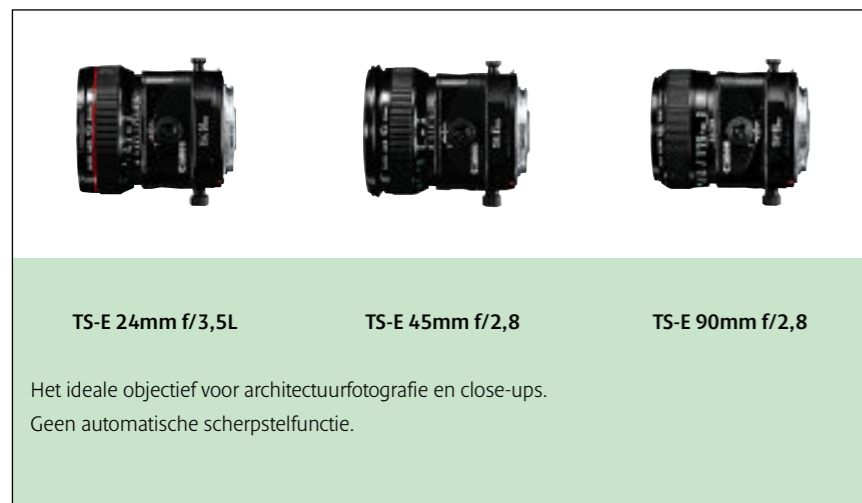 TS-E 24mm f/3,5L
TS-E 45mm f/2,8
TS-E 90mm f/2,8
Het ideale objectief voor architectuurfotografie en close-ups.
Geen automatische scherpstelfunctie.